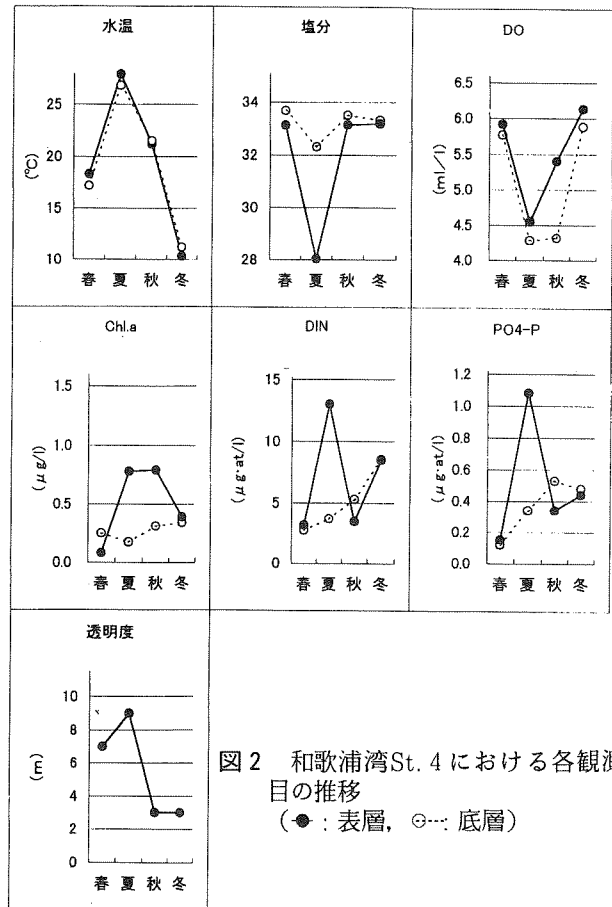 水温
(℃)
25
20
15
10
春 夏 秋 冬
塩分
34
32
28
春 夏 秋 冬
DO
(ml/l)
6.5
6.0
5.5
5.0
4.5
4.0
春 夏 秋 冬
Chl.a
(μg/l)
1.5
1.0
0.5
0.0
春 夏 秋 冬
DIN
(μg·at/l)
15
10
5
0
春 夏 秋 冬
PO4-P
(μg·at/l)
1.2
1.0
0.8
0.6
0.4
0.2
0.0
春 夏 秋 冬
透明度
(m)
10
8
6
4
2
0
春 夏 秋 冬
図2 和歌浦湾St. 4 における各観測
目の推移
(●:表層, ○:底層)